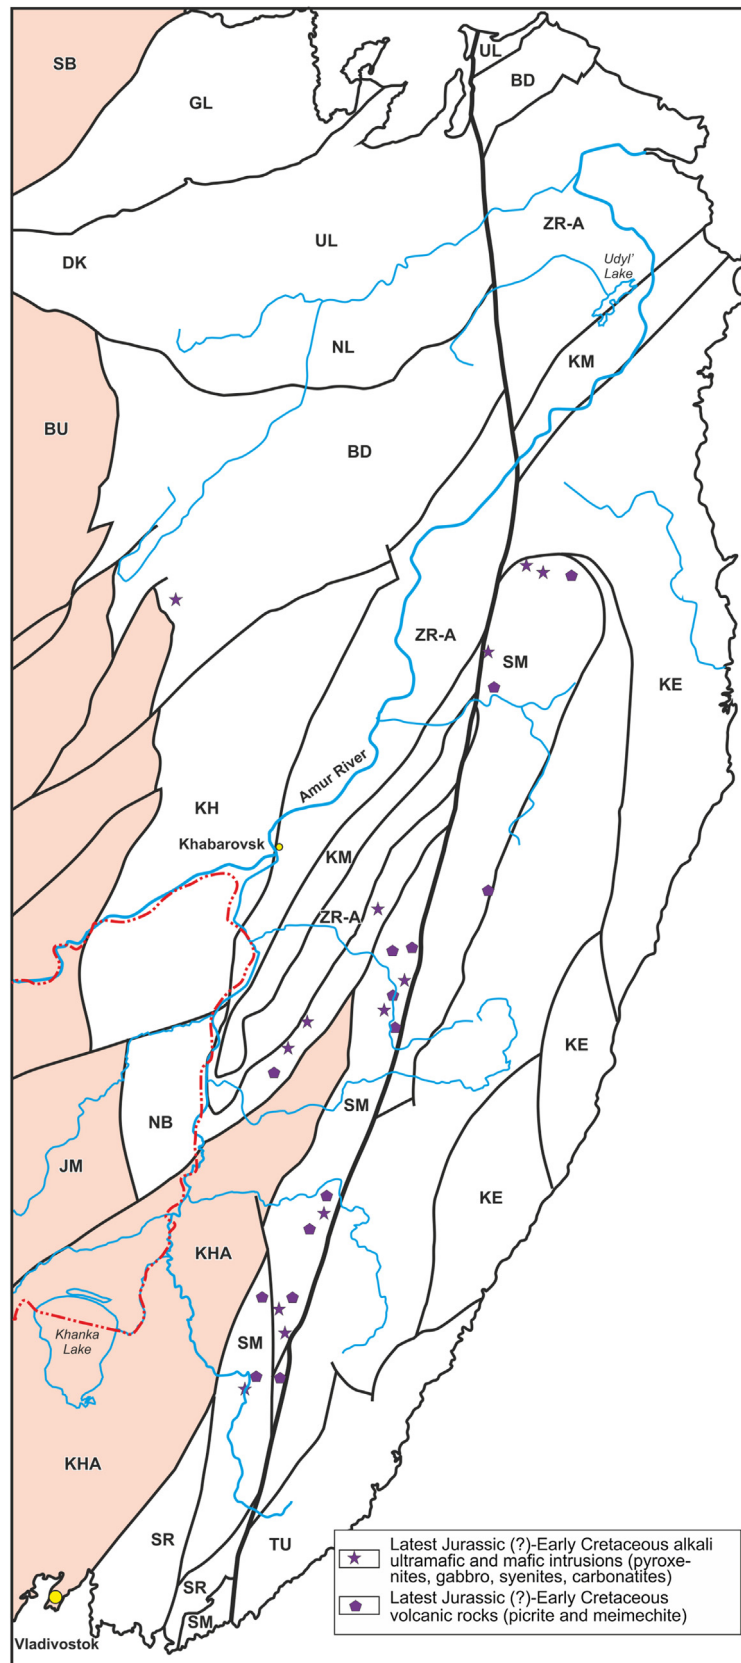 UL
SB
BD
GL
ZR-A
UL
DK
Udyl'
Lake
NL
KM
BU
BD
ZR-A
SM
KE
Amur River
KH
Khabarovsk
KM
ZR-A
KE
SM
NB
JM
KE
KHA
Khanka
Lake
SM
KHA
SR
TU
SR
SM
Vladivostok
Latest Jurassic (?)-Early Cretaceous alkali
ultramafic and mafic intrusions (pyroxe-
nites, gabbro, syenites, carbonatites)
Latest Jurassic (?)-Early Cretaceous
volcanic rocks (picrite and meimechite)